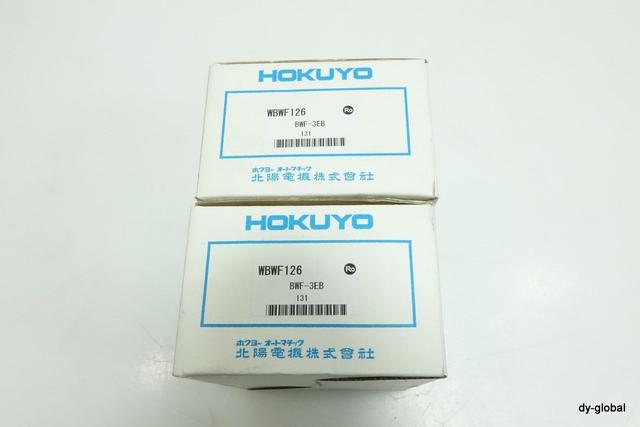 HOKUYO
WBWF126 Ro
BWF-3EB
131
ホクヨー オートマチック
北陽電機株式會社
HOKUYO
WBWF126 Ro
BWF-3EB
131
ホクヨー オートマチック
北陽電機株式會社
dy-global